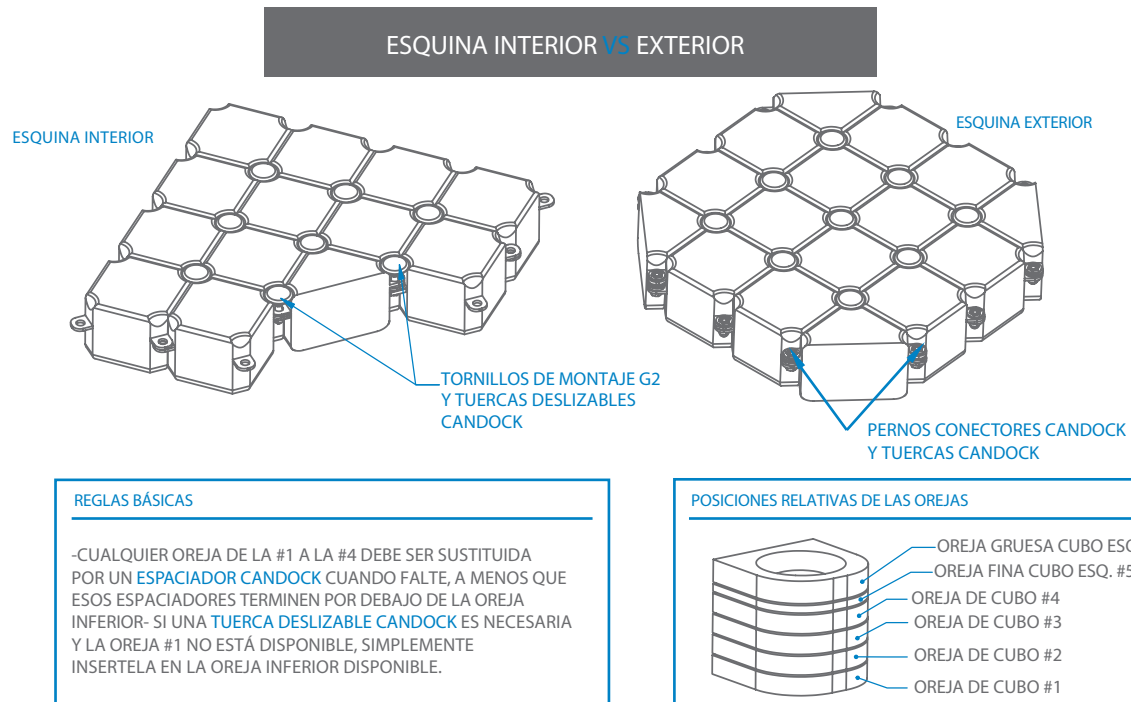 ESQUINA INTERIOR VS EXTERIOR
ESQUINA INTERIOR
ESQUINA EXTERIOR
TORNILLOS DE MONTAJE G2
Y TUERCAS DESLIZABLES
CANDOCK
PERNOS CONECTORES CANDOCK
Y TUERCAS CANDOCK
REGLAS BÁSICAS
-CUALQUIER OREJA DE LA #1 A LA #4 DEBE SER SUSTITUIDA
POR UN ESPACIADOR CANDOCK CUANDO FALTE, A MENOS QUE
ESOS ESPACIADORES TERMINEN POR DEBAJO DE LA OREJA
INFERIOR- SI UNA TUERCA DESLIZABLE CANDOCK ES NECESARIA
Y LA OREJA #1 NO ESTÁ DISPONIBLE, SIMPLEMENTE
INSERTELA EN LA OREJA INFERIOR DISPONIBLE.
POSICIONES RELATIVAS DE LAS OREJAS
OREJA GRUESA CUBO
OREJA FINA CUBO ESQ. #5
OREJA DE CUBO #4
OREJA DE CUBO #3
OREJA DE CUBO #2
OREJA DE CUBO #1